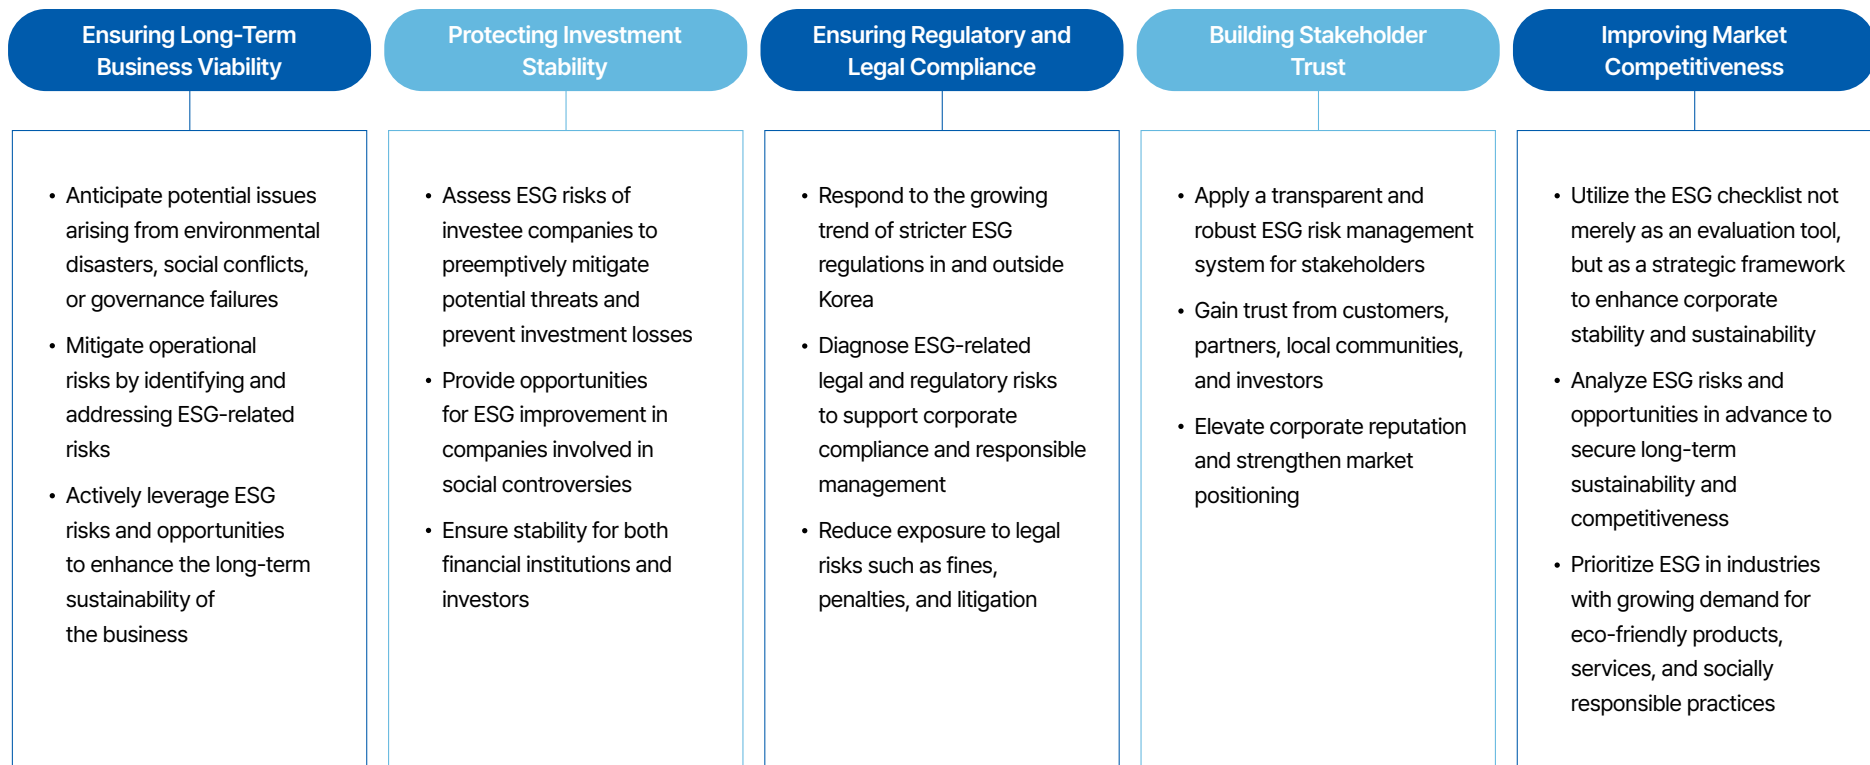 Ensuring Long-Term
Business Viability
• Anticipate potential issues
arising from environmental
disasters, social conflicts,
or governance failures
• Mitigate operational
risks by identifying and
addressing ESG-related
risks
• Actively leverage ESG
risks and opportunities
to enhance the long-term
sustainability of
the business
Protecting Investment
Stability
• Assess ESG risks of
investee companies to
preemptively mitigate
potential threats and
prevent investment losses
• Provide opportunities
for ESG improvement in
companies involved in
social controversies
• Ensure stability for both
financial institutions and
investors
Ensuring Regulatory and
Legal Compliance
• Respond to the growing
trend of stricter ESG
regulations in and outside
Korea
• Diagnose ESG-related
legal and regulatory risks
to support corporate
compliance and responsible
management
• Reduce exposure to legal
risks such as fines,
penalties, and litigation
Building Stakeholder
Trust
• Apply a transparent and
robust ESG risk management
system for stakeholders
• Gain trust from customers,
partners, local communities,
and investors
• Elevate corporate reputation
and strengthen market
positioning
Improving Market
Competitiveness
• Utilize the ESG checklist not
merely as an evaluation tool,
but as a strategic framework
to enhance corporate
stability and sustainability
• Analyze ESG risks and
opportunities in advance to
secure long-term
sustainability and
competitiveness
• Prioritize ESG in industries
with growing demand for
eco-friendly products,
services, and socially
responsible practices